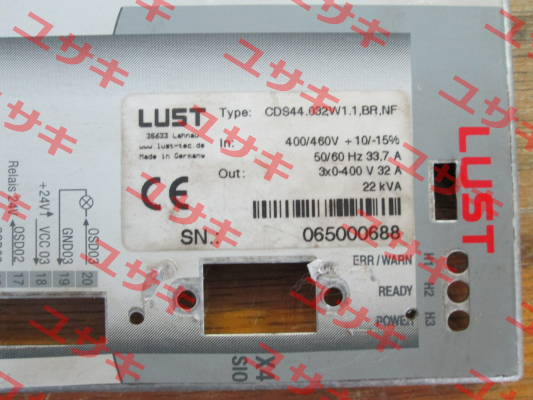 LUST
35633 Lahnau
www.lust-tec.de
Made in Germany
Type: CDS44.032,W1.1,BR,NF
In: 400/460V +10/-15%
50/60 Hz 33,7 A
Out: 3x0-400 V 32 A
22 kVA
CE
SN.: 065000688
LUST
ERR/WARN H1
READY H2
POWER H3
X4
SIO
Relais 24V
OSD02 17
+24V VCC 03 18
GND03 19
OSD03 20
ユサキ
ユサキ
ユサキ
ユサキ
ユサキ
ユサキ
ユサキ
ユサキ